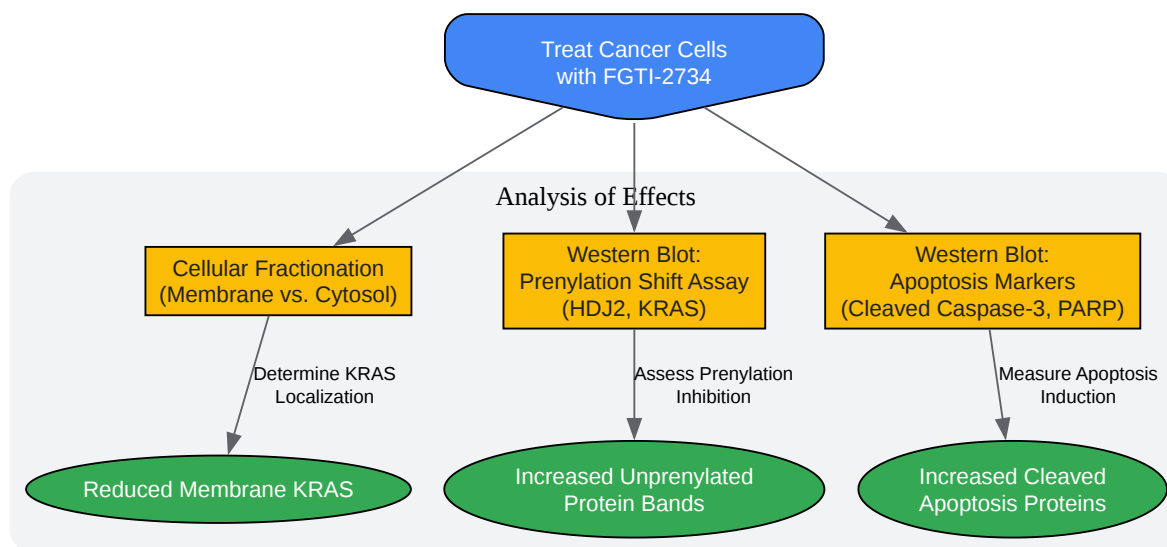 Treat Cancer Cells
with FGTI-2734
Analysis of Effects
Cellular Fractionation
(Membrane vs. Cytosol)
Western Blot:
Prenylation Shift Assay
(HDJ2, KRAS)
Western Blot:
Apoptosis Markers
(Cleaved Caspase-3, PARP)
Determine KRAS
Localization
Assess Prenylation
Inhibition
Measure Apoptosis
Induction
Reduced Membrane KRAS
Increased Unprenylated
Protein Bands
Increased Cleaved
Apoptosis Proteins